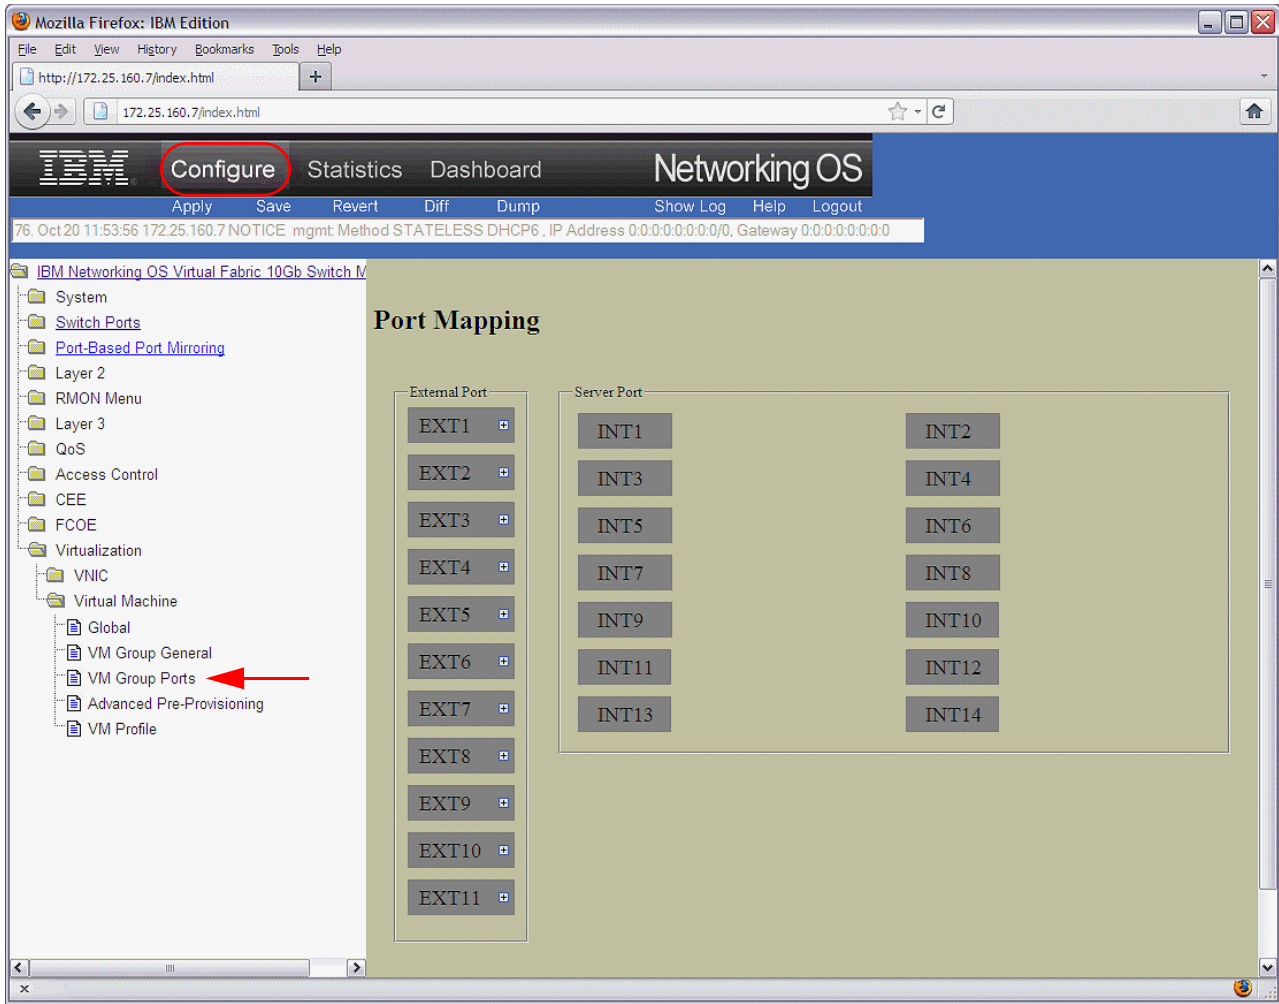 Mozilla Firefox: IBM Edition
File Edit View History Bookmarks Tools Help
http://172.25.160.7/index.html
172.25.160.7/index.html
IBM Configure Statistics Dashboard Networking OS
Apply Save Revert Diff Dump Show Log Help Logout
76. Oct 20 11:53:56 172.25.160.7 NOTICE mgmt: Method STATELESS DHCP6 , IP Address 0:0:0:0:0:0:0:0/0, Gateway 0:0:0:0:0:0:0:0
IBM Networking OS Virtual Fabric 10Gb Switch M
System
Switch Ports
Port-Based Port Mirroring
Layer 2
RMON Menu
Layer 3
QoS
Access Control
CEE
FCOE
Virtualization
VNIC
Virtual Machine
Global
VM Group General
VM Group Ports
Advanced Pre-Provisioning
VM Profile
Port Mapping
External Port
EXT1
EXT2
EXT3
EXT4
EXT5
EXT6
EXT7
EXT8
EXT9
EXT10
EXT11
Server Port
INT1 INT2
INT3 INT4
INT5 INT6
INT7 INT8
INT9 INT10
INT11 INT12
INT13 INT14